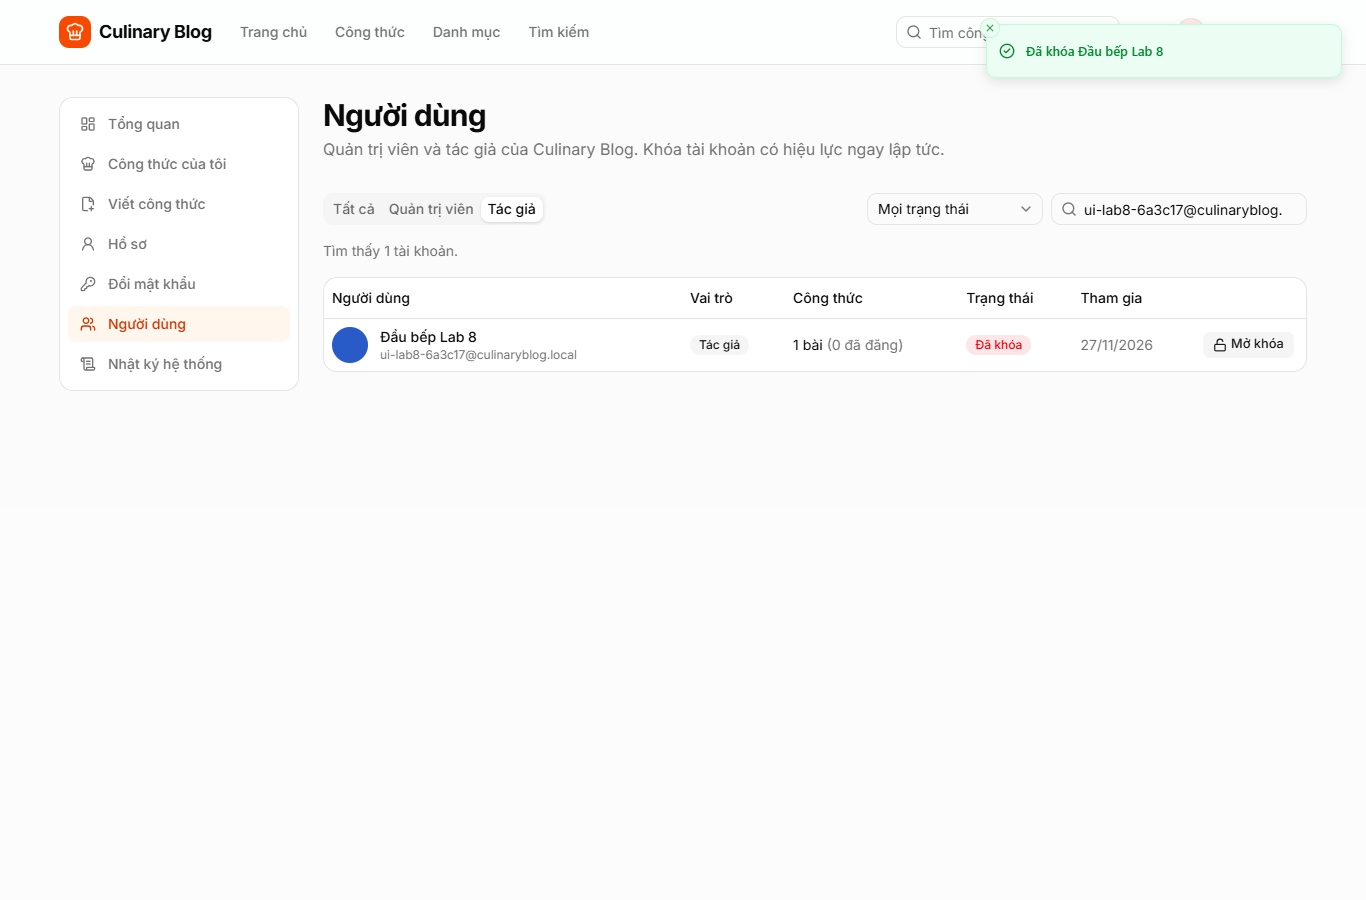 Culinary Blog
Trang chủ
Công thức
Danh mục
Tìm kiếm
Tìm
Đã khóa Đầu bếp Lab 8
Tổng quan
Công thức của tôi
Viết công thức
Hồ sơ
Đổi mật khẩu
Người dùng
Nhật ký hệ thống
Người dùng
Quản trị viên và tác giả của Culinary Blog. Khóa tài khoản có hiệu lực ngay lập tức.
Tất cả
Quản trị viên
Tác giả
Mọi trạng thái
ui-lab8-6a3c17@culinaryblog.
Tìm thấy 1 tài khoản.
Người dùng
Vai trò
Công thức
Trạng thái
Tham gia
Đầu bếp Lab 8
ui-lab8-6a3c17@culinaryblog.local
Tác giả
1 bài (0 đã đăng)
Đã khóa
27/11/2026
Mở khóa